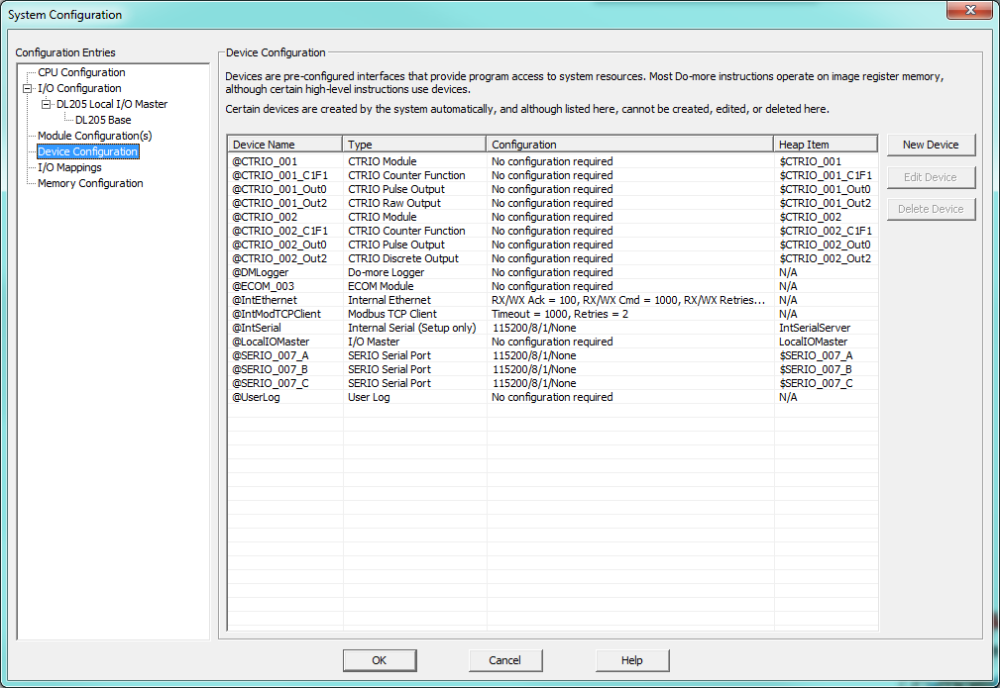 System Configuration
Configuration Entries
CPU Configuration
I/O Configuration
DL205 Local I/O Master
DL205 Base
Module Configuration(s)
Device Configuration
I/O Mappings
Memory Configuration
Device Configuration
Devices are pre-configured interfaces that provide program access to system resources. Most Do-more instructions operate on image register memory,
although certain high-level instructions use devices.
Certain devices are created by the system automatically, and although listed here, cannot be created, edited, or deleted here.
Device Name Type Configuration Heap Item
@CTRIO_001 CTRIO Module No configuration required $CTRIO_001
@CTRIO_001_C1F1 CTRIO Counter Function No configuration required $CTRIO_001_C1F1
@CTRIO_001_Out0 CTRIO Pulse Output No configuration required $CTRIO_001_Out0
@CTRIO_001_Out2 CTRIO Raw Output No configuration required $CTRIO_001_Out2
@CTRIO_002 CTRIO Module No configuration required $CTRIO_002
@CTRIO_002_C1F1 CTRIO Counter Function No configuration required $CTRIO_002_C1F1
@CTRIO_002_Out0 CTRIO Pulse Output No configuration required $CTRIO_002_Out0
@CTRIO_002_Out2 CTRIO Discrete Output No configuration required $CTRIO_002_Out2
@DMLogger Do-more Logger No configuration required N/A
@ECOM_003 ECOM Module No configuration required N/A
@IntEthernet Internal Ethernet RX/WX Ack = 100, RX/WX Cmd = 1000, RX/WX Retries... N/A
@IntModTCPClient Modbus TCP Client Timeout = 1000, Retries = 2 N/A
@IntSerial Internal Serial (Setup only) 115200/8/1/None IntSerialServer
@LocalIOMaster I/O Master No configuration required LocalIOMaster
@SERIO_007_A SERIO Serial Port 115200/8/1/None $SERIO_007_A
@SERIO_007_B SERIO Serial Port 115200/8/1/None $SERIO_007_B
@SERIO_007_C SERIO Serial Port 115200/8/1/None $SERIO_007_C
@UserLog User Log No configuration required N/A
New Device
Edit Device
Delete Device
OK Cancel Help